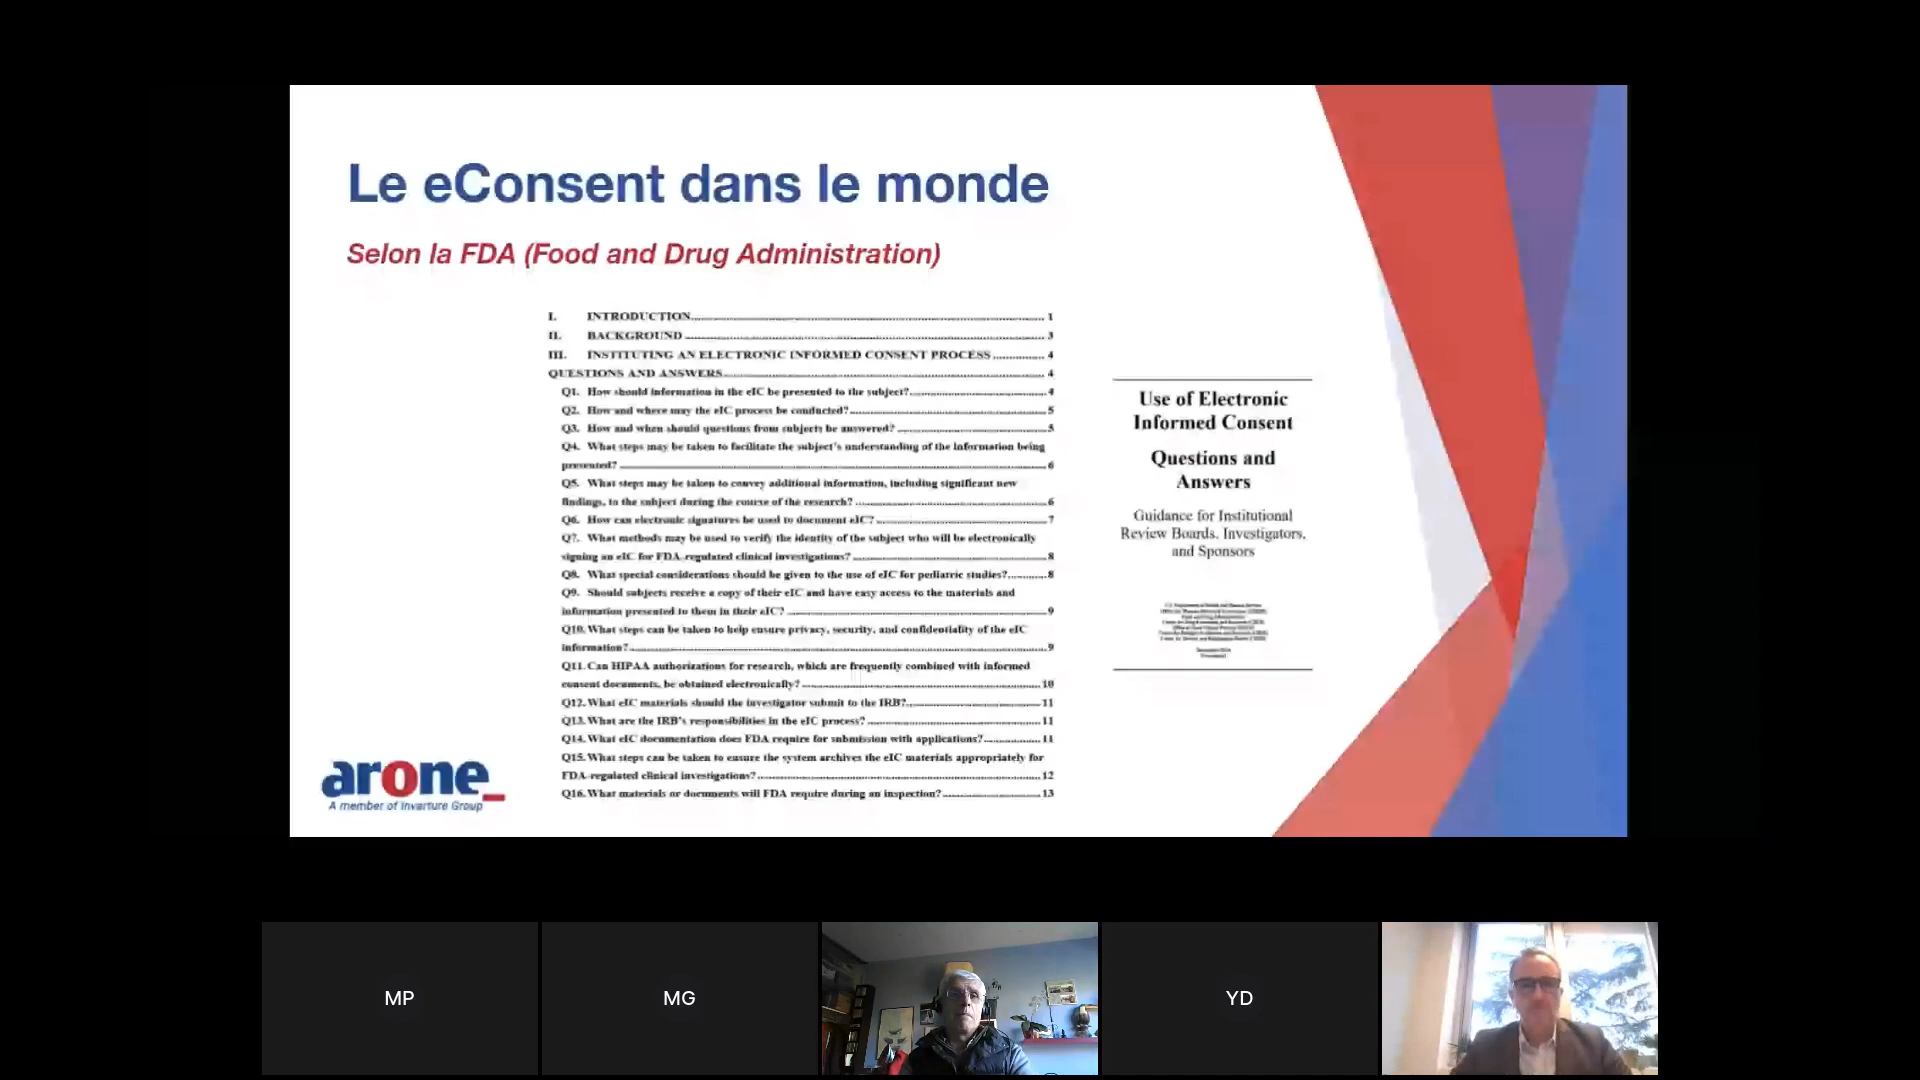 Le eConsent dans le monde
Selon la FDA (Food and Drug Administration)
I. INTRODUCTION 1
II. BACKGROUND 3
III. INSTITUTING AN ELECTRONIC INFORMED CONSENT PROCESS 4
QUESTIONS AND ANSWERS 4
Q1. How should information in the eIC be presented to the subject? 4
Q2. How and where may the eIC process be conducted? 5
Q3. How and when should questions from subjects be answered? 5
Q4. What steps may be taken to facilitate the subject's understanding of the information being
presented? 6
Q5. What steps may be taken to convey additional information, including significant new
findings, to the subject during the course of the research? 6
Q6. How can electronic signatures be used to document eIC? 7
Q7. What methods may be used to verify the identity of the subject who will be electronically
signing an eIC for FDA-regulated clinical investigations? 8
Q8. What special considerations should be given to the use of eIC for pediatric studies? 8
Q9. Should subjects receive a copy of their eIC and have easy access to the materials and
information presented to them in their eIC? 9
Q10. What steps can be taken to help ensure privacy, security, and confidentiality of the eIC
information? 9
Q11. Can HIPAA authorizations for research, which are frequently combined with informed
consent documents, be obtained electronically? 10
Q12. What eIC materials should the investigator submit to the IRB? 11
Q13. What are the IRB's responsibilities in the eIC process? 11
Q14. What eIC documentation does FDA require for submission with applications? 11
Q15. What steps can be taken to ensure the system archives the eIC materials appropriately for
FDA-regulated clinical investigations? 12
Q16. What materials or documents will FDA require during an inspection? 13
Use of Electronic
Informed Consent
Questions and
Answers
Guidance for Institutional
Review Boards, Investigators,
and Sponsors
arone_
A member of Invarture Group
MP
MG
YD